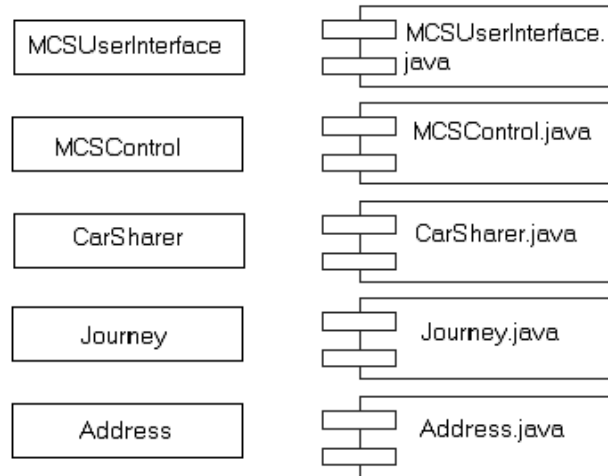 MCSUserInterface
MCSUserInterface.
java
MCSControl
MCSControl.java
CarSharer
CarSharer.java
Journey
Journey.java
Address
Address.java